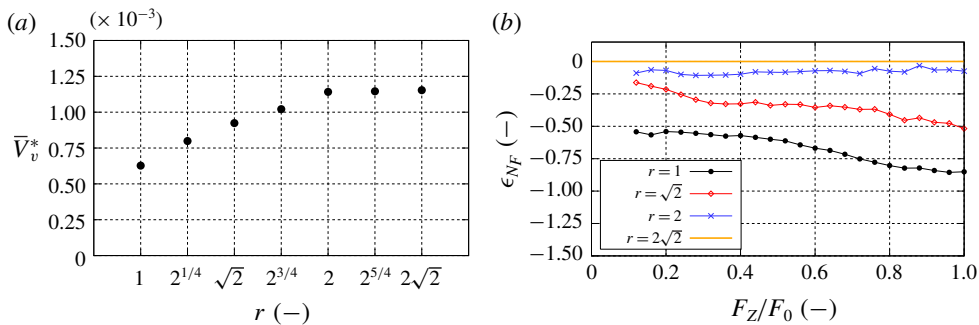 (a)
(× 10⁻³)
1.50
1.25
1.00
0.75
0.50
0.25
0
V̅*ᵥ
1 2^{1/4} √2 2^{3/4} 2 2^{5/4} 2√2
r (−)
(b)
0
−0.25
−0.50
−0.75
−1.00
−1.25
−1.50
ϵ_{N_F} (−)
r = 1
r = √2
r = 2
r = 2√2
0 0.2 0.4 0.6 0.8 1.0
F_Z/F_0 (−)